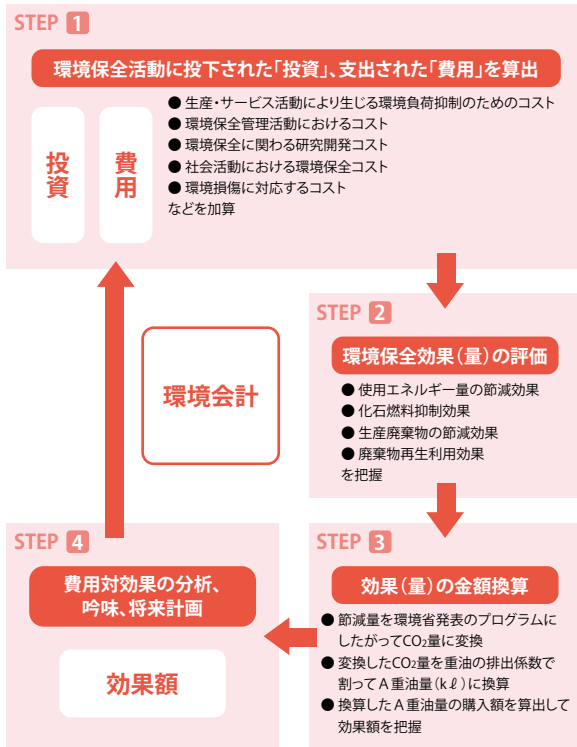 STEP 1
環境保全活動に投下された「投資」、支出された「費用」を算出
投資
費用
● 生産・サービス活動により生じる環境負荷抑制のためのコスト
● 環境保全管理活動におけるコスト
● 環境保全に関わる研究開発コスト
● 社会活動における環境保全コスト
● 環境損傷に対応するコスト
などを加算
STEP 2
環境保全効果（量）の評価
● 使用エネルギー量の節減効果
● 化石燃料抑制効果
● 生産廃棄物の節減効果
● 廃棄物再生利用効果
を把握
環境会計
STEP 3
効果（量）の金額換算
● 節減量を環境省発表のプログラムに
したがってCO₂量に変換
● 変換したCO₂量を重油の排出係数で
割ってA重油量（kℓ）に換算
● 換算したA重油量の購入額を算出して
効果額を把握
STEP 4
費用対効果の分析、
吟味、将来計画
効果額